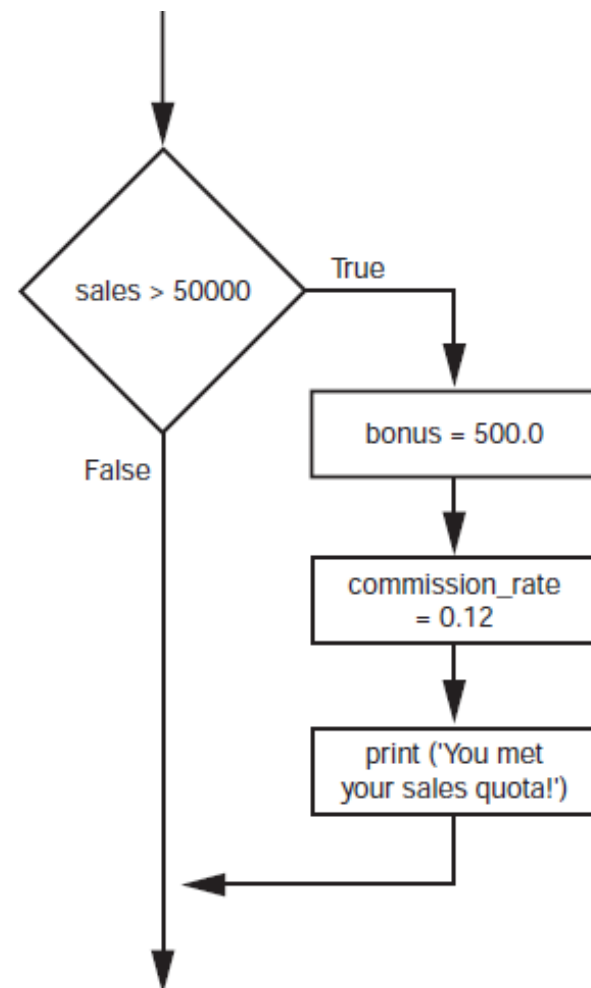 sales > 50000
True
bonus = 500.0
False
commission_rate
= 0.12
print ('You met
your sales quota!')